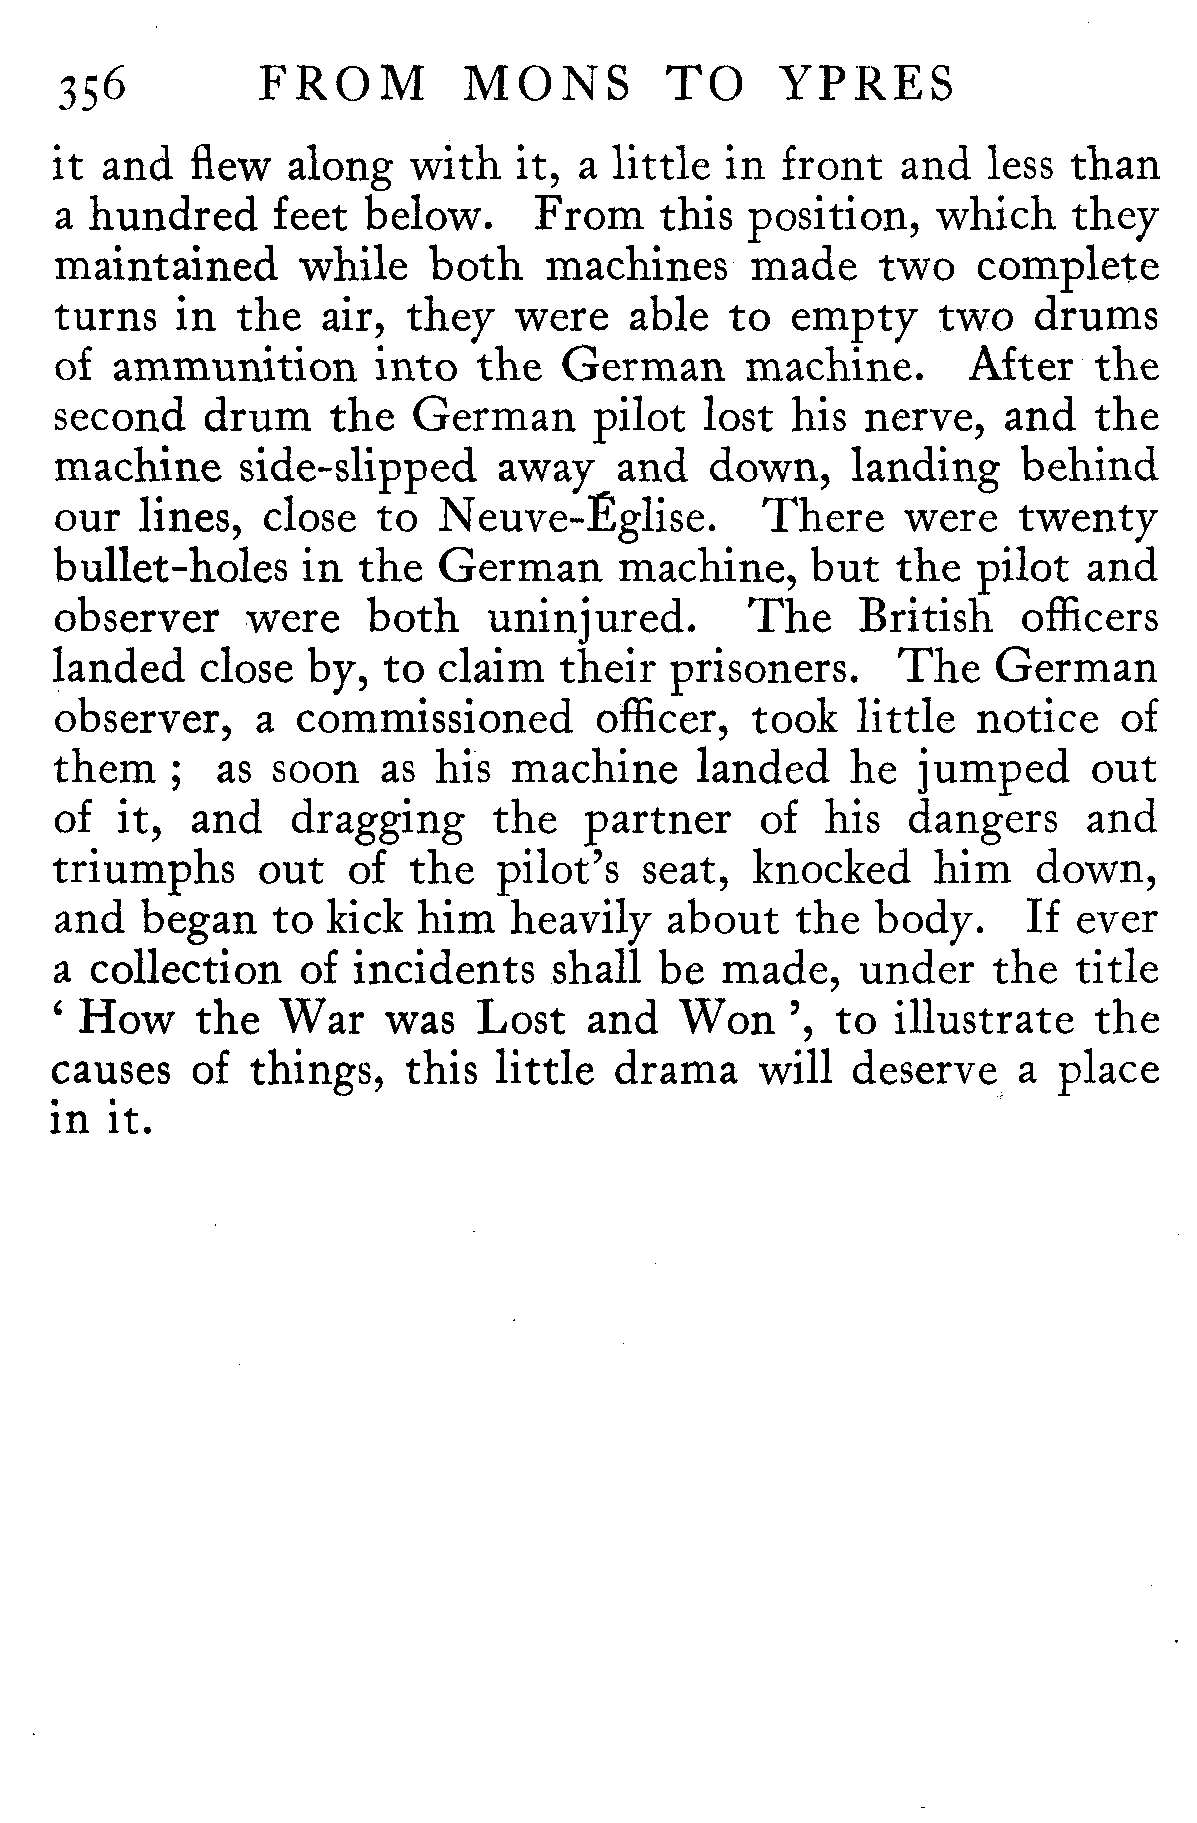 356 FROM MONS TO YPRES
it and flew along with it, a little in front and less than
a hundred feet below. From this position, which they
maintained while both machines made two complete
turns in the air, they were able to empty two drums
of ammunition into the German machine. After the
second drum the German pilot lost his nerve, and the
machine side-slipped away and down, landing behind
our lines, close to Neuve-Église. There were twenty
bullet-holes in the German machine, but the pilot and
observer were both uninjured. The British officers
landed close by, to claim their prisoners. The German
observer, a commissioned officer, took little notice of
them ; as soon as his machine landed he jumped out
of it, and dragging the partner of his dangers and
triumphs out of the pilot’s seat, knocked him down,
and began to kick him heavily about the body. If ever
a collection of incidents shall be made, under the title
‘ How the War was Lost and Won ’, to illustrate the
causes of things, this little drama will deserve a place
in it.